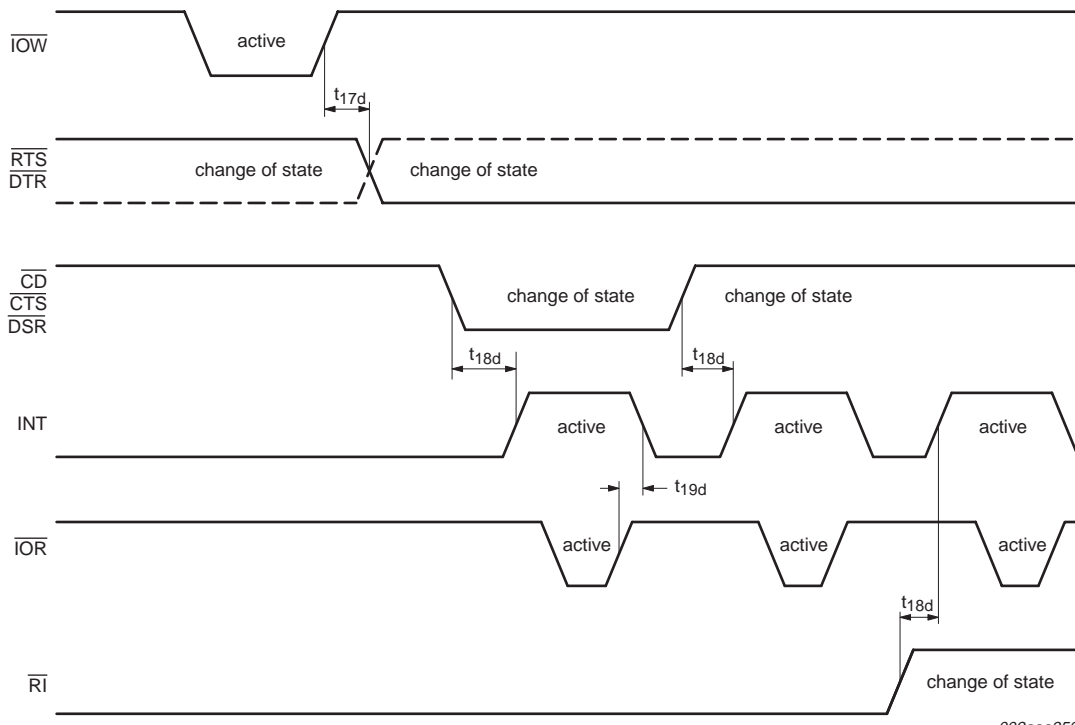 IOW
active
t17d
RTS
DTR
change of state
change of state
CD
CTS
DSR
change of state
change of state
t18d
t18d
INT
active
active
active
t19d
IOR
active
active
active
t18d
RI
change of state